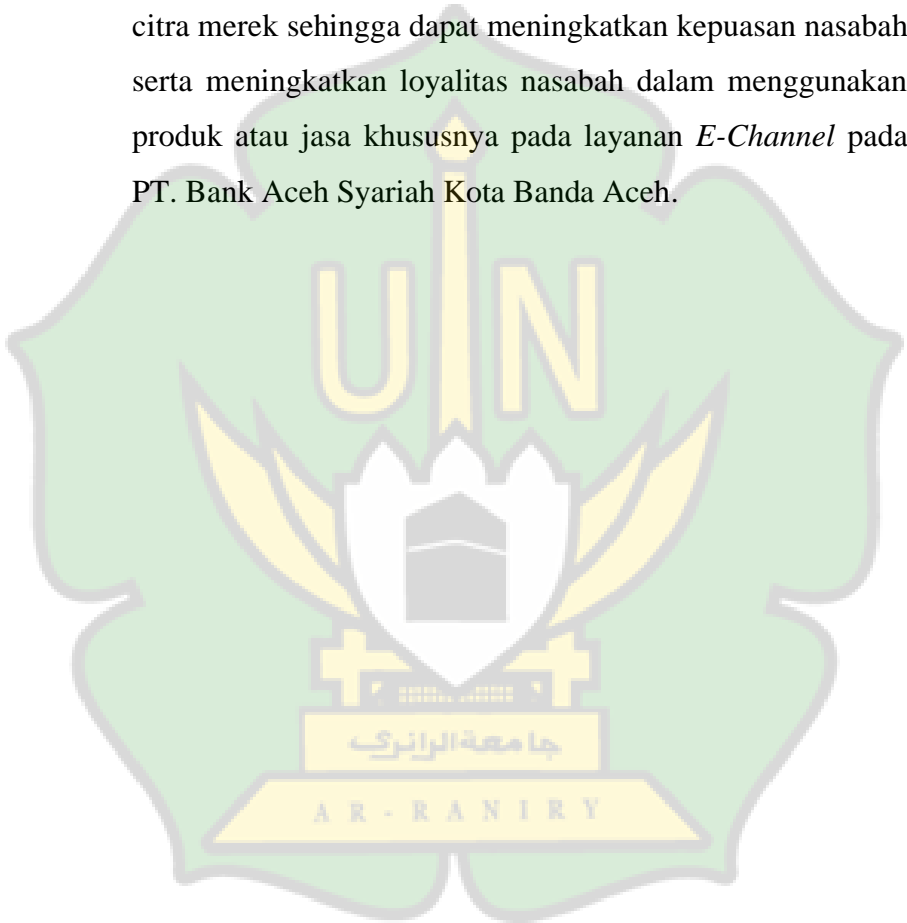 citra merek sehingga dapat meningkatkan kepuasan nasabah
serta meningkatkan loyalitas nasabah dalam menggunakan
produk atau jasa khususnya pada layanan E-Channel pada
PT. Bank Aceh Syariah Kota Banda Aceh.
UIN
جامعة الرانري
AR-RANIRY